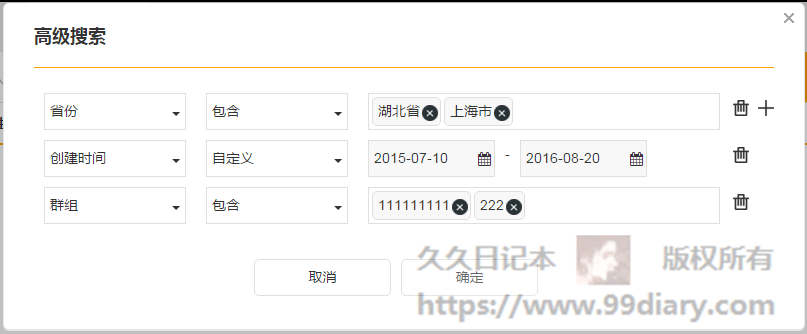 高级搜索
省份 包含 湖北省 上海市
创建时间 自定义 2015-07-10 - 2016-08-20
群组 包含 111111111 222
取消 确定
久久日记本 版权所有
https://www.99diary.com